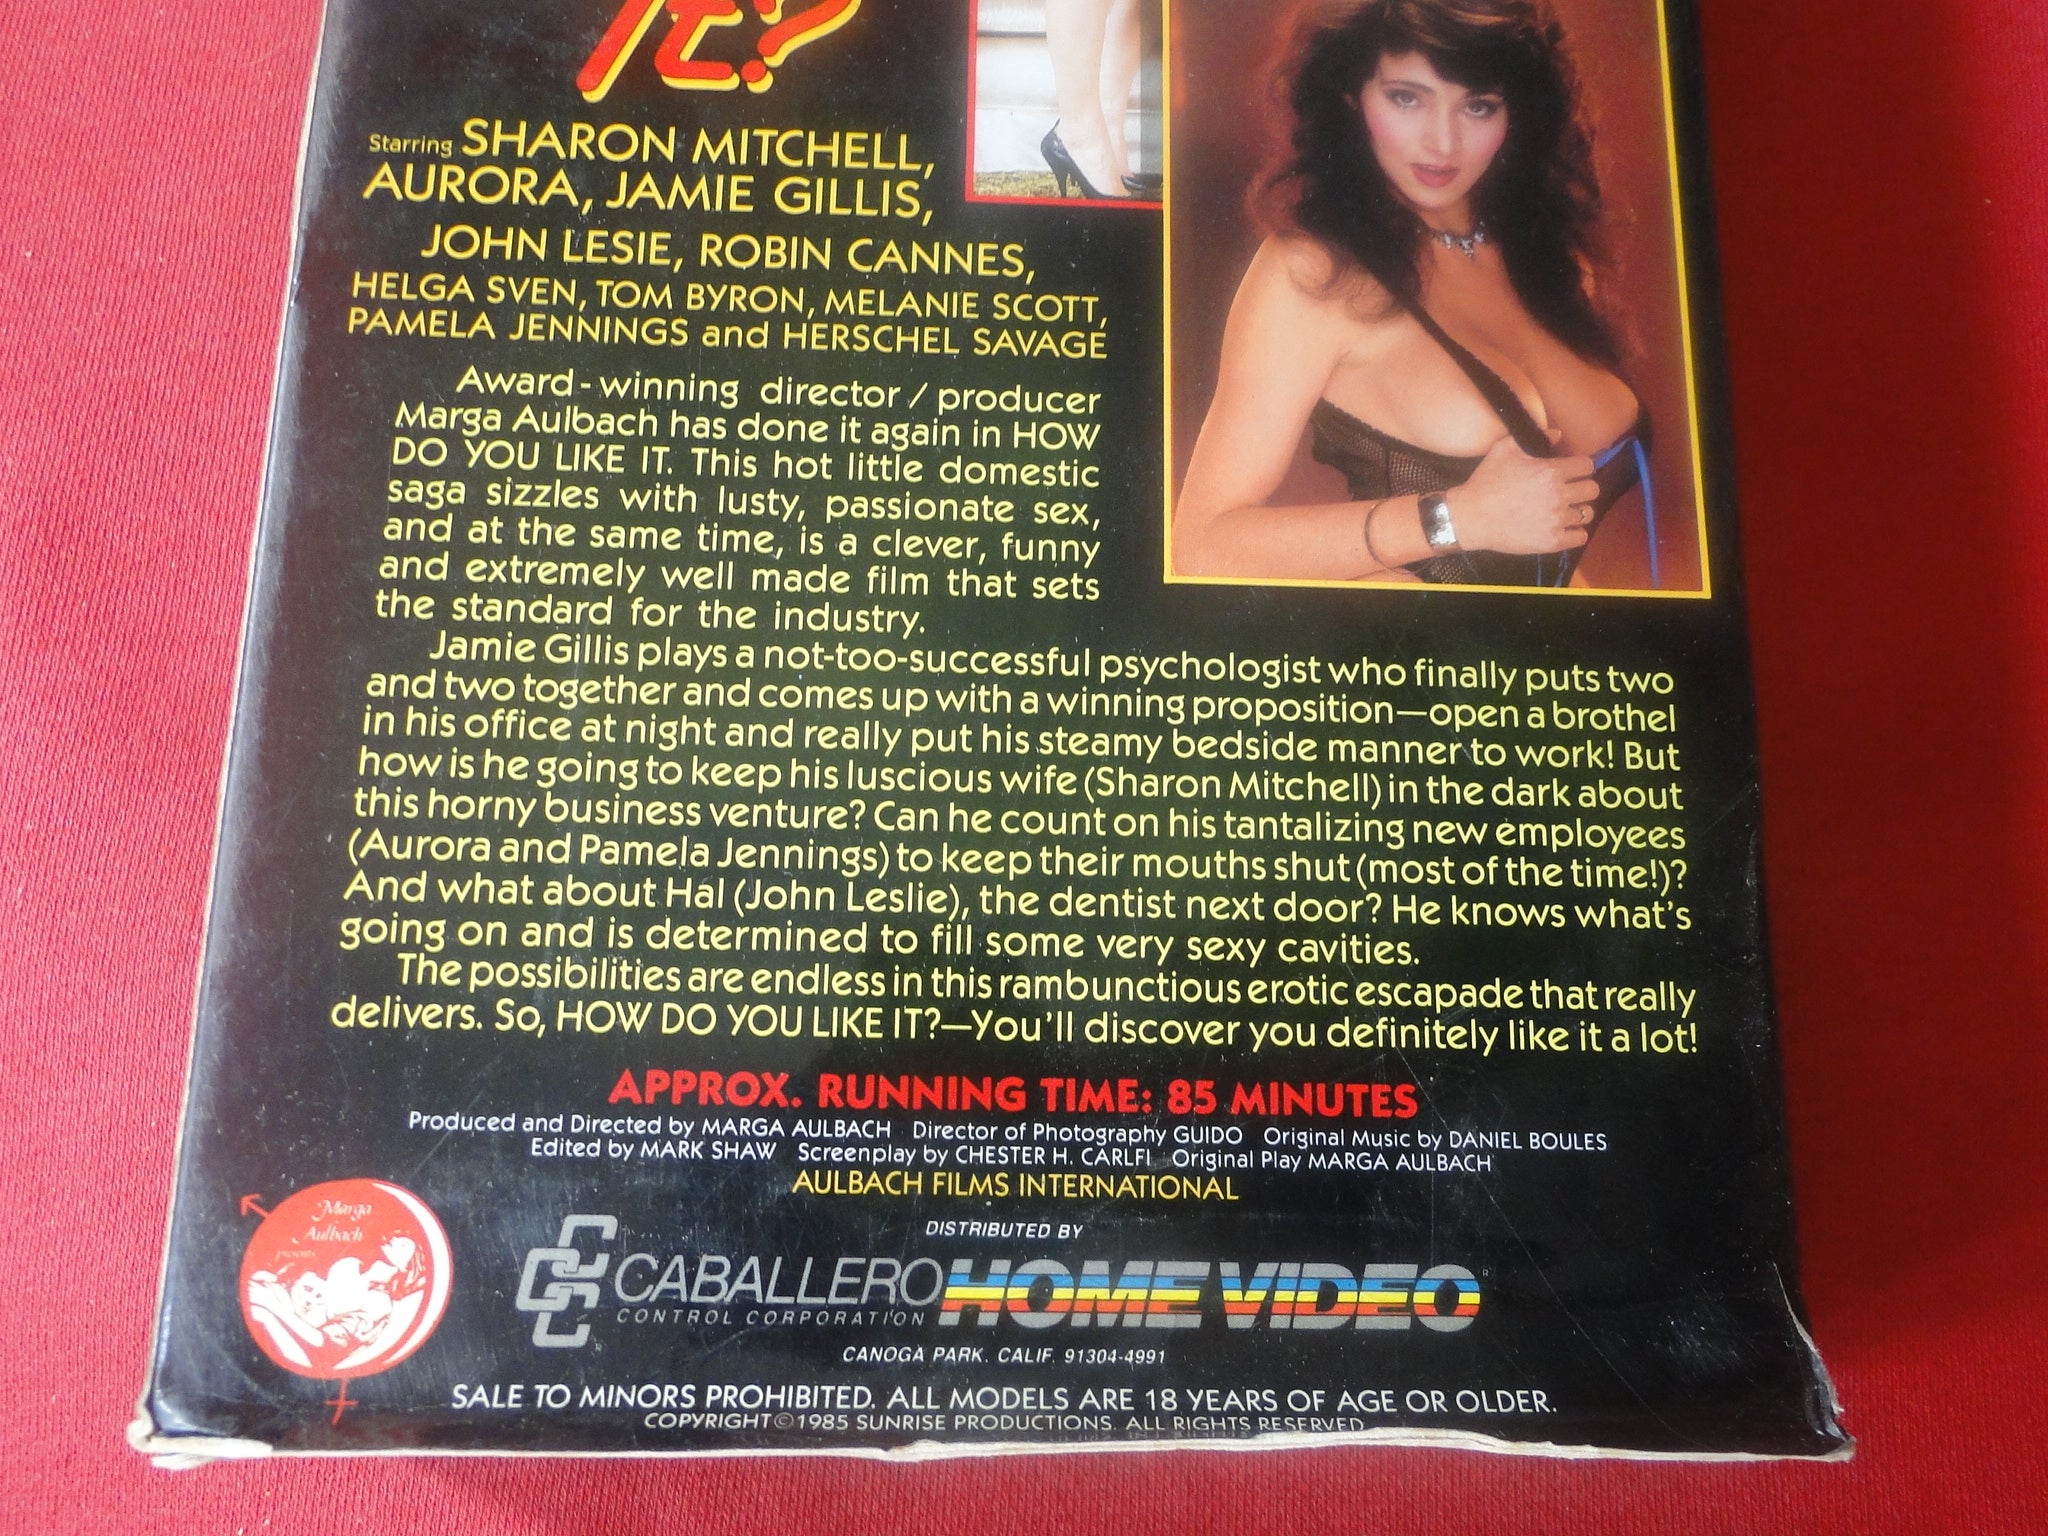 It?
Starring SHARON MITCHELL,
AURORA, JAMIE GILLIS,
JOHN LESIE, ROBIN CANNES,
HELGA SVEN, TOM BYRON, MELANIE SCOTT,
PAMELA JENNINGS and HERSCHEL SAVAGE
Award-winning director/producer
Marga Aulbach has done it again in HOW
DO YOU LIKE IT. This hot little domestic
saga sizzles with lusty, passionate sex,
and at the same time, is a clever, funny
and extremely well made film that sets
the standard for the industry.
Jamie Gillis plays a not-too-successful psychologist who finally puts two
and two together and comes up with a winning proposition—open a brothel
in his office at night and really put his steamy bedside manner to work! But
how is he going to keep his luscious wife (Sharon Mitchell) in the dark about
this horny business venture? Can he count on his tantalizing new employees
(Aurora and Pamela Jennings) to keep their mouths shut (most of the time!)?
And what about Hal (John Leslie), the dentist next door? He knows what's
going on and is determined to fill some very sexy cavities.
The possibilities are endless in this rambunctious erotic escapade that really
delivers. So, HOW DO YOU LIKE IT?—You'll discover you definitely like it a lot!
APPROX. RUNNING TIME: 85 MINUTES
Produced and Directed by MARGA AULBACH Director of Photography GUIDO Original Music by DANIEL BOULES
Edited by MARK SHAW Screenplay by CHESTER H. CARLFI Original Play MARGA AULBACH
AULBACH FILMS INTERNATIONAL
Marga
Aulbach
presents
DISTRIBUTED BY
CABALLERO HOME VIDEO®
CONTROL CORPORATION
CANOGA PARK, CALIF. 91304-4991
SALE TO MINORS PROHIBITED. ALL MODELS ARE 18 YEARS OF AGE OR OLDER.
COPYRIGHT © 1985 SUNRISE PRODUCTIONS. ALL RIGHTS RESERVED